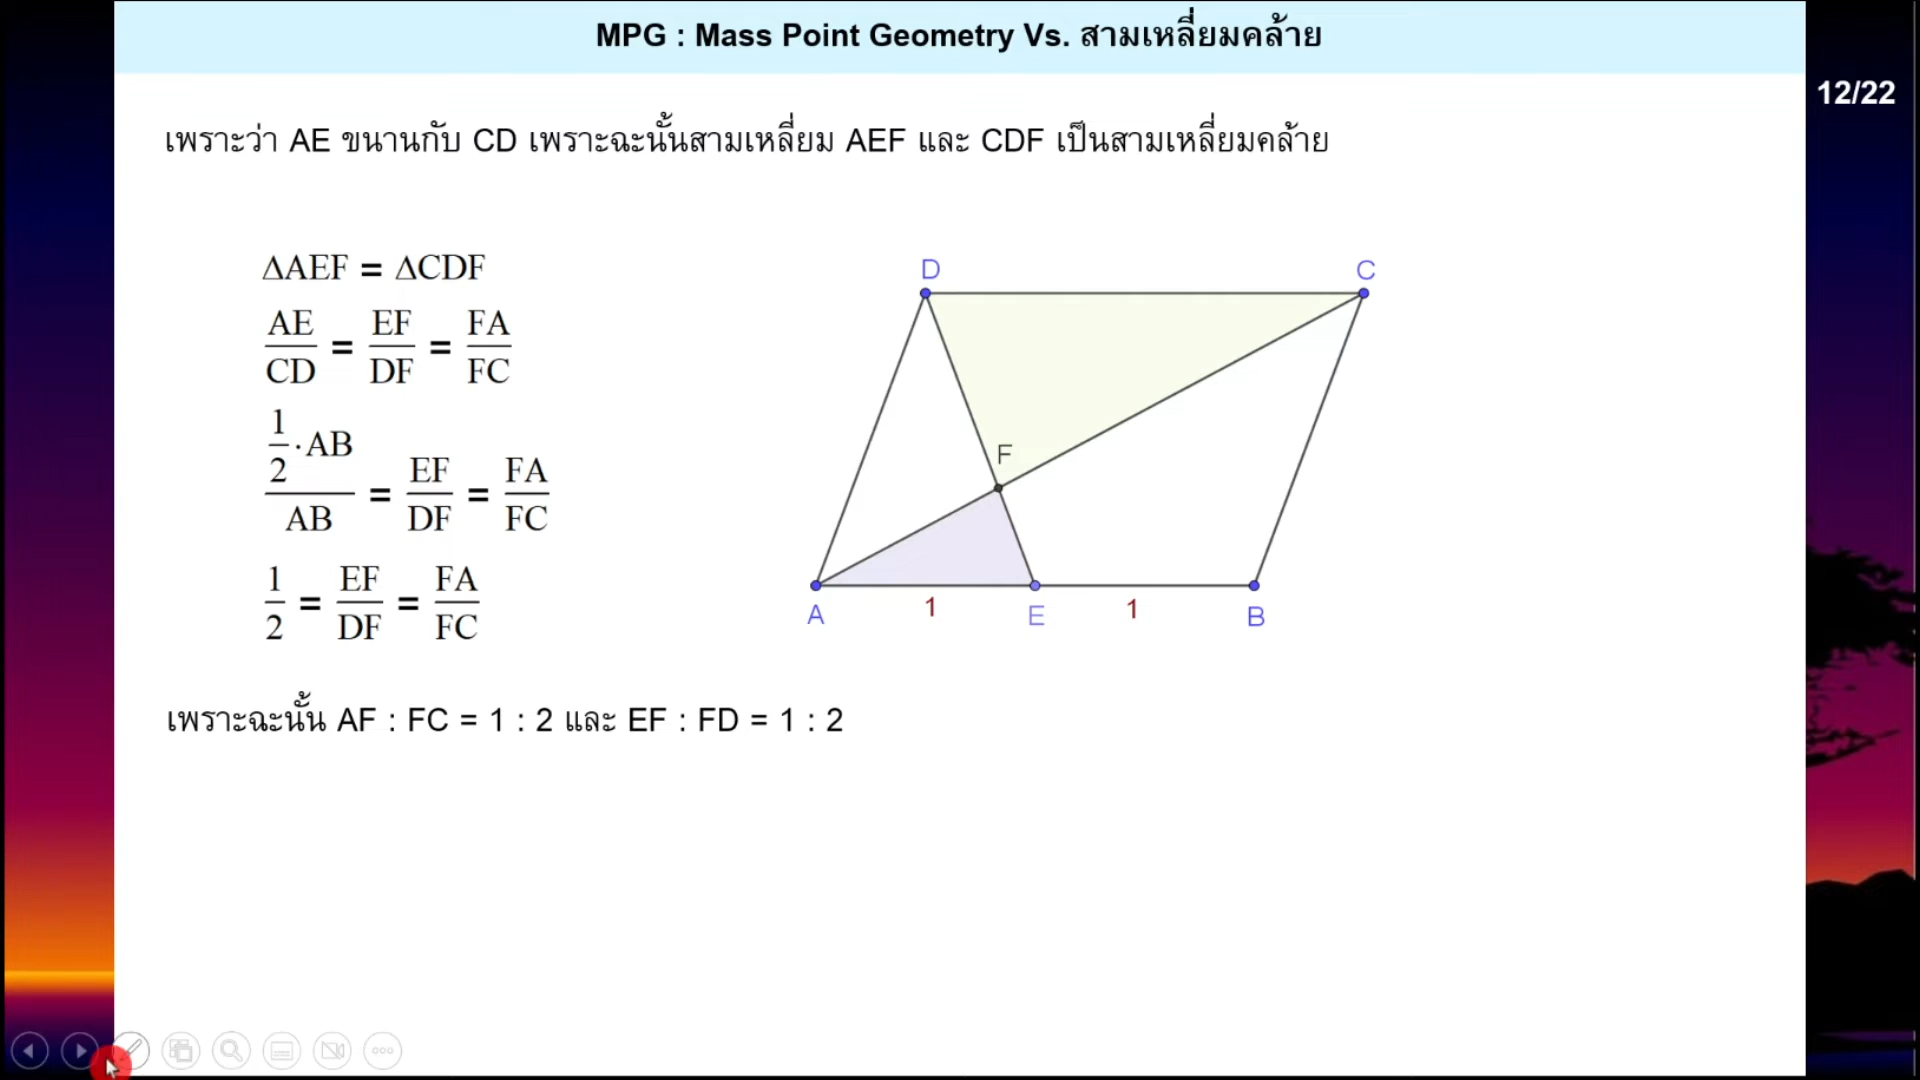 MPG : Mass Point Geometry Vs. สามเหลี่ยมคล้าย
12/22
เพราะว่า AE ขนานกับ CD เพราะฉะนั้นสามเหลี่ยม AEF และ CDF เป็นสามเหลี่ยมคล้าย
ΔAEF = ΔCDF
AE/CD = EF/DF = FA/FC
(1/2 · AB)/AB = EF/DF = FA/FC
1/2 = EF/DF = FA/FC
D C
F
A 1 E 1 B
เพราะฉะนั้น AF : FC = 1 : 2 และ EF : FD = 1 : 2